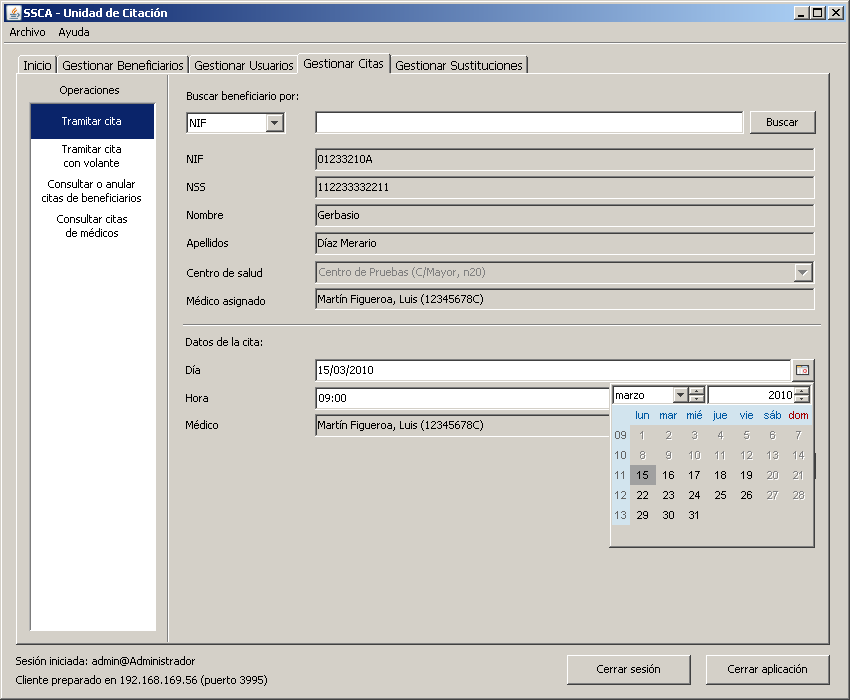 SSCA - Unidad de Citación
Archivo Ayuda
Inicio Gestionar Beneficiarios Gestionar Usuarios Gestionar Citas Gestionar Sustituciones
Operaciones
Tramitar cita
Tramitar cita
con volante
Consultar o anular
citas de beneficiarios
Consultar citas
de médicos
Buscar beneficiario por:
NIF Buscar
NIF 01233210A
NSS 112233332211
Nombre Gerbasio
Apellidos Díaz Merario
Centro de salud Centro de Pruebas (C/Mayor, n20)
Médico asignado Martín Figueroa, Luis (12345678C)
Datos de la cita:
Día 15/03/2010
Hora 09:00
Médico Martín Figueroa, Luis (12345678C)
marzo 2010
lun mar mié jue vie sáb dom
09 1 2 3 4 5 6 7
10 8 9 10 11 12 13 14
11 15 16 17 18 19 20 21
12 22 23 24 25 26 27 28
13 29 30 31
Sesión iniciada: admin@Administrador
Cliente preparado en 192.168.169.56 (puerto 3995)
Cerrar sesión Cerrar aplicación